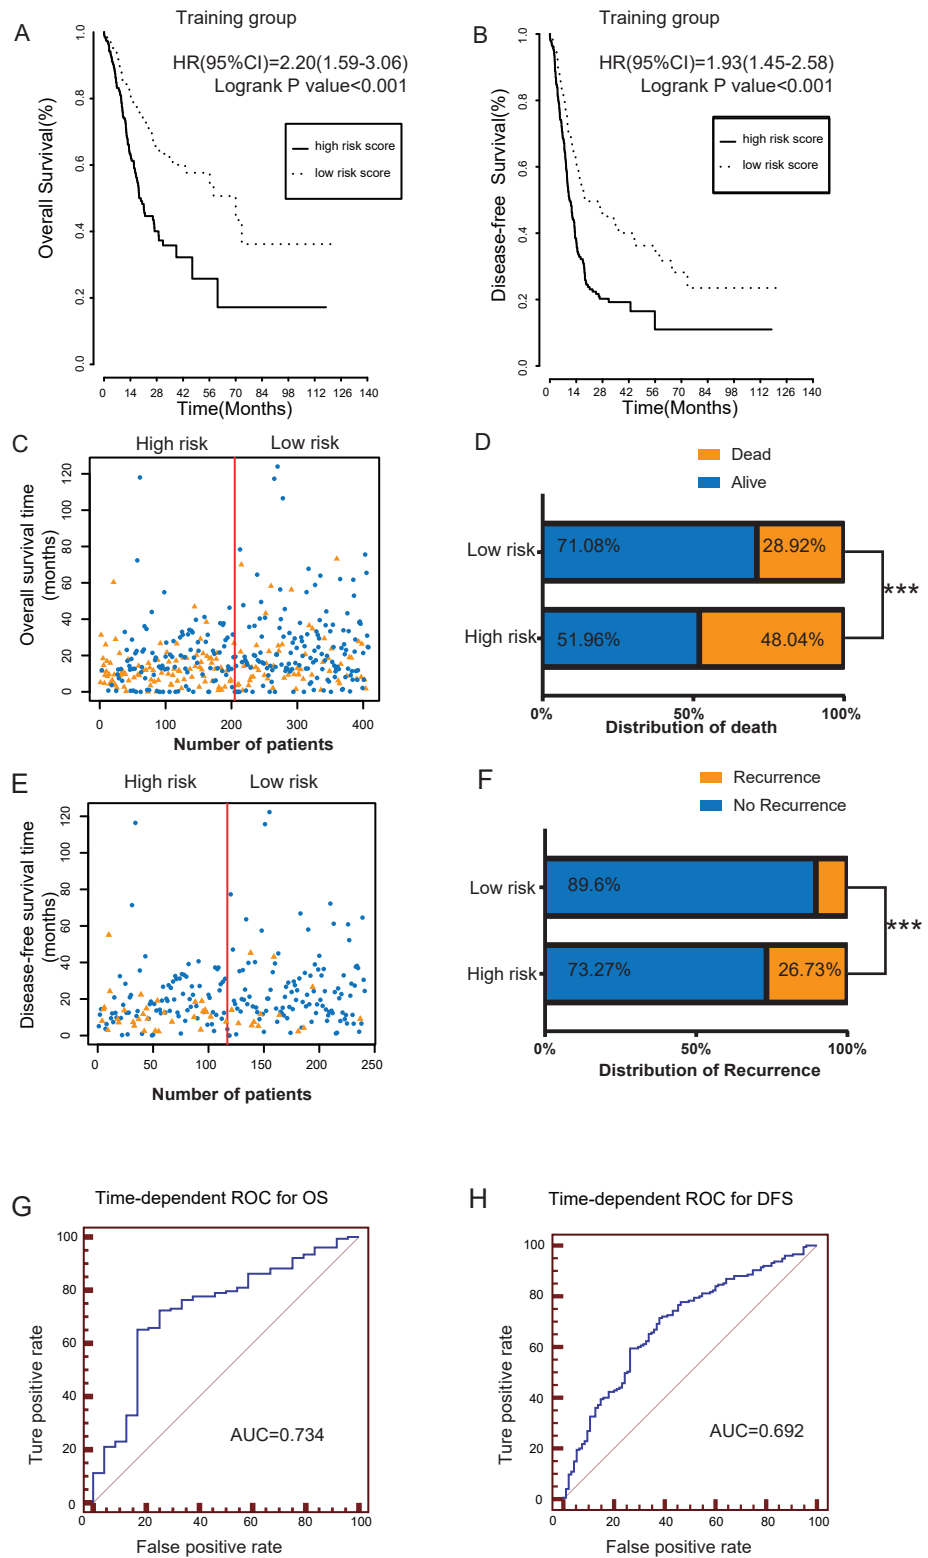 A
Training group
HR(95%CI)=2.20(1.59-3.06)
Logrank P value<0.001
high risk score
low risk score
Overall Survival(%)
1.0
0.8
0.6
0.4
0.2
0.0
0 14 28 42 56 70 84 98 112 126 140
Time(Months)
B
Training group
HR(95%CI)=1.93(1.45-2.58)
Logrank P value<0.001
high risk score
low risk score
Disease-free Survival(%)
1.0
0.8
0.6
0.4
0.2
0.0
0 14 28 42 56 70 84 98 112 126 140
Time(Months)
C
High risk
Low risk
Overall survival time
(months)
120
100
80
60
40
20
0
0 100 200 300 400
Number of patients
D
Dead
Alive
Low risk
71.08%
28.92%
High risk
51.96%
48.04%
***
0% 50% 100%
Distribution of death
E
High risk
Low risk
Disease-free survival time
(months)
120
100
80
60
40
20
0
0 50 100 150 200 250
Number of patients
F
Recurrence
No Recurrence
Low risk
89.6%
High risk
73.27%
26.73%
***
0% 50% 100%
Distribution of Recurrence
G
Time-dependent ROC for OS
Ture positive rate
100
80
60
40
20
0
AUC=0.734
0 20 40 60 80 100
False positive rate
H
Time-dependent ROC for DFS
Ture positive rate
100
80
60
40
20
0
AUC=0.692
0 20 40 60 80 100
False positive rate